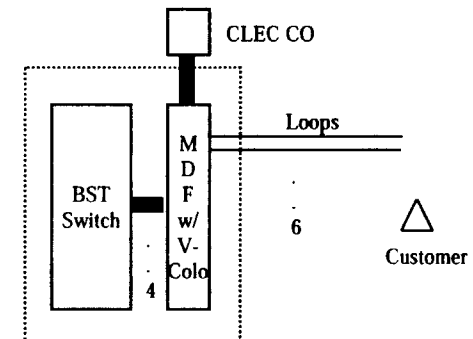 CLEC CO
Loops
M
D
F
w/
V-
Colo
BST
Switch
4
6
Customer